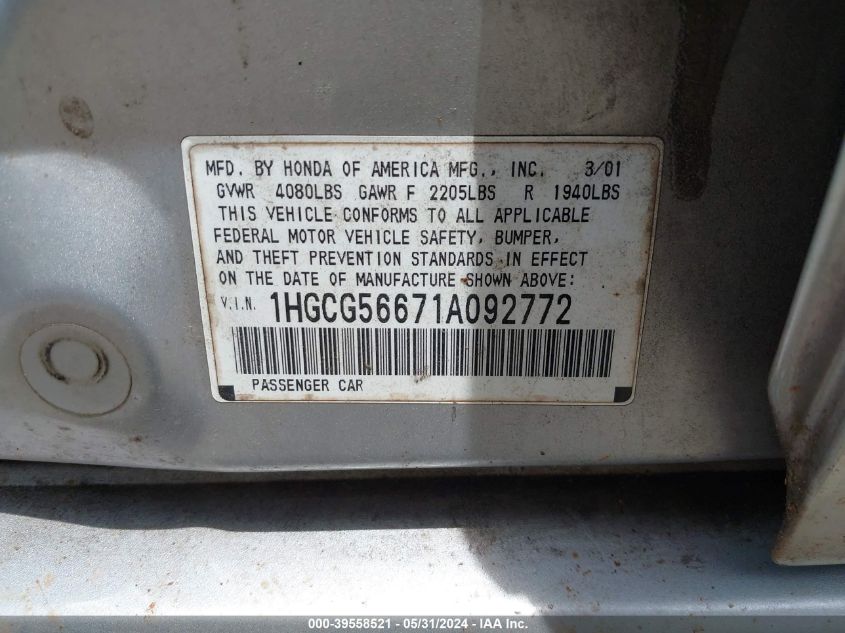 MFD. BY HONDA OF AMERICA MFG., INC. 3/01
GVWR 4080LBS GAWR F 2205LBS R 1940LBS
THIS VEHICLE CONFORMS TO ALL APPLICABLE
FEDERAL MOTOR VEHICLE SAFETY, BUMPER,
AND THEFT PREVENTION STANDARDS IN EFFECT
ON THE DATE OF MANUFACTURE SHOWN ABOVE:
V.I.N. 1HGCG56671A092772
PASSENGER CAR
000-39558521 - 05/31/2024 - IAA Inc.